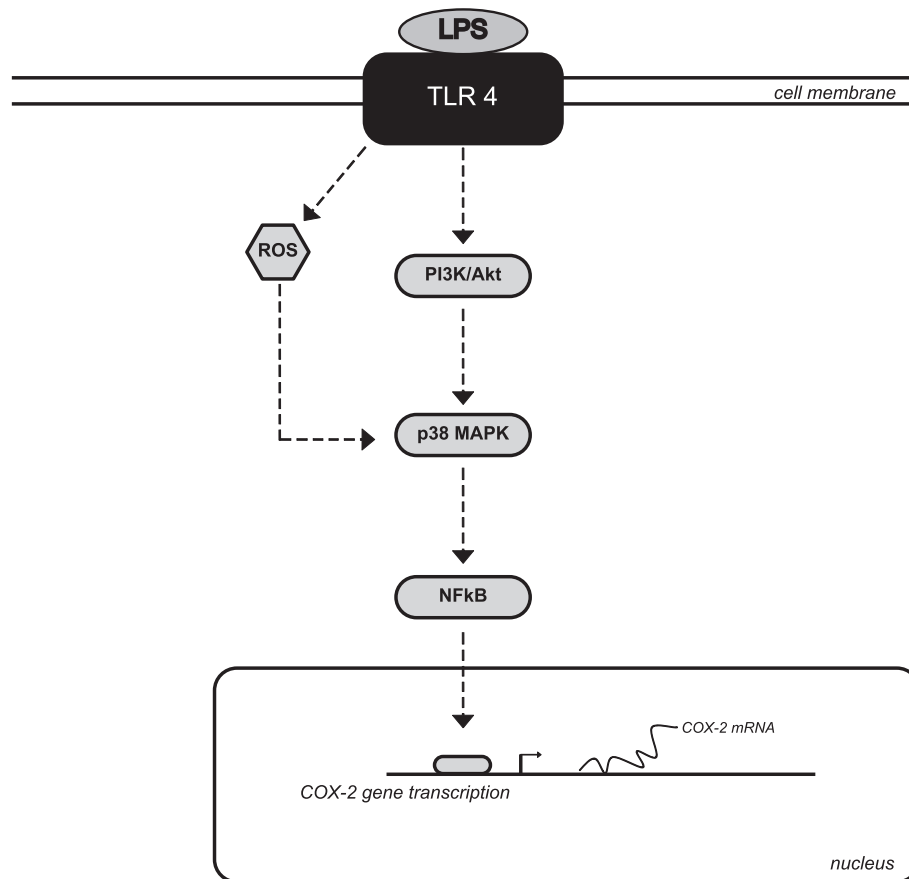 LPS
TLR 4
cell membrane
ROS
PI3K/Akt
p38 MAPK
NFkB
COX-2 mRNA
COX-2 gene transcription
nucleus